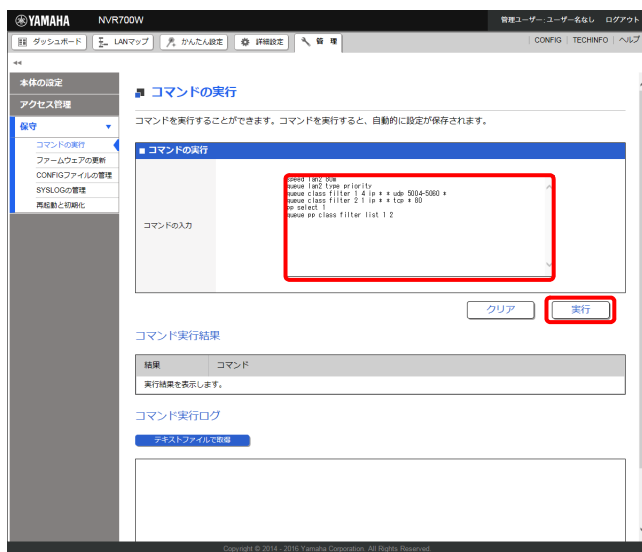 YAMAHA NVR700W 管理ユーザー:ユーザー名なし ログアウト
ダッシュボード LANマップ かんたん設定 詳細設定 管 理 CONFIG TECHINFO ヘルプ
本体の設定
アクセス管理
保守
コマンドの実行
ファームウェアの更新
CONFIGファイルの管理
SYSLOGの管理
再起動と初期化
コマンドの実行
コマンドを実行することができます。コマンドを実行すると、自動的に設定が保存されます。
■ コマンドの実行
コマンドの入力
speed lan2 80m
queue lan2 type priority
queue class filter 1 4 ip * * udp 5004-5060 *
queue class filter 2 1 ip * * tcp * 80
pp select 1
queue pp class filter list 1 2
クリア 実行
コマンド実行結果
結果 コマンド
実行結果を表示します。
コマンド実行ログ
テキストファイルで取得
Copyright © 2014 - 2016 Yamaha Corporation. All Rights Reserved.